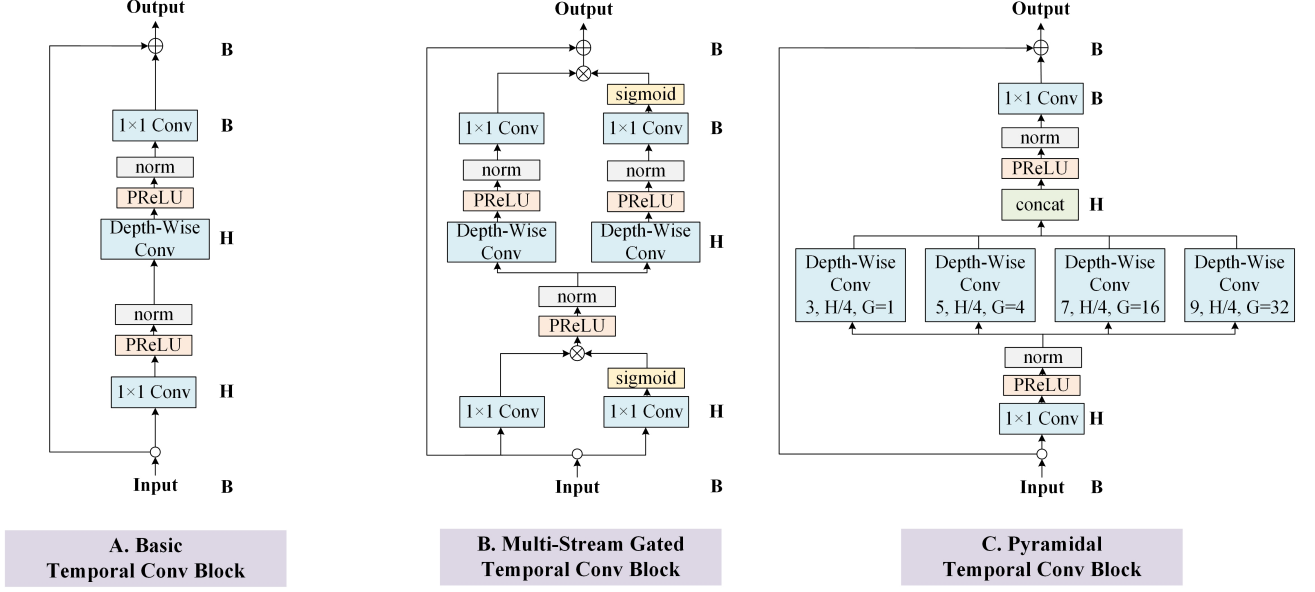 Output
B
1×1 Conv
B
norm
PReLU
Depth-Wise
Conv
H
norm
PReLU
1×1 Conv
H
Input
B
A. Basic
Temporal Conv Block
Output
B
sigmoid
1×1 Conv
1×1 Conv
B
norm
norm
PReLU
PReLU
Depth-Wise
Conv
Depth-Wise
Conv
H
norm
PReLU
sigmoid
1×1 Conv
1×1 Conv
H
Input
B
B. Multi-Stream Gated
Temporal Conv Block
Output
B
1×1 Conv
B
norm
PReLU
concat
H
Depth-Wise
Conv
3, H/4, G=1
Depth-Wise
Conv
5, H/4, G=4
Depth-Wise
Conv
7, H/4, G=16
Depth-Wise
Conv
9, H/4, G=32
norm
PReLU
1×1 Conv
H
Input
B
C. Pyramidal
Temporal Conv Block